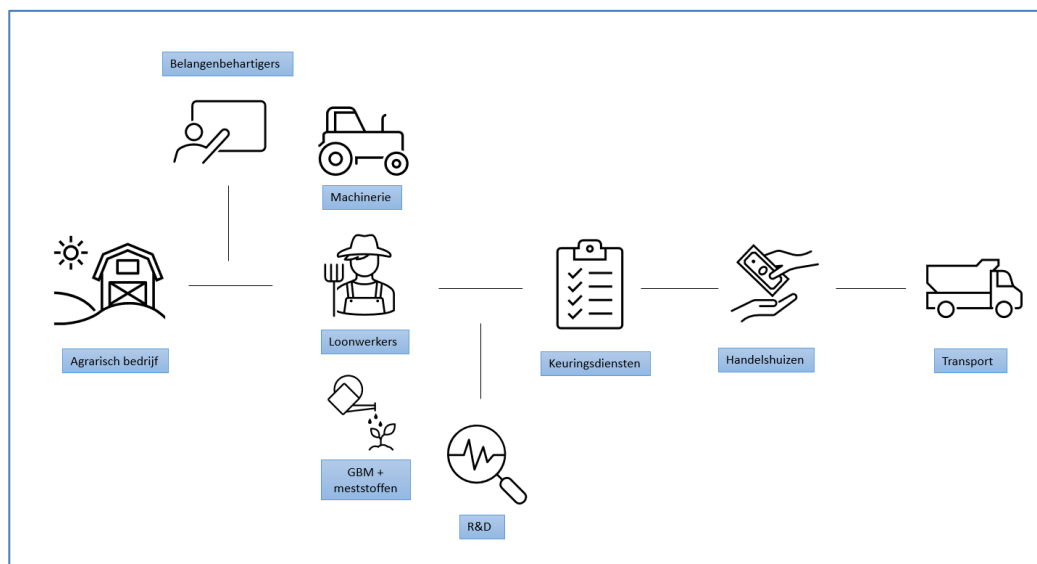 Belangenbehartigers
Machinerie
Agrarisch bedrijf
Loonwerkers
Keuringsdiensten
Handelshuizen
Transport
GBM +
meststoffen
R&D